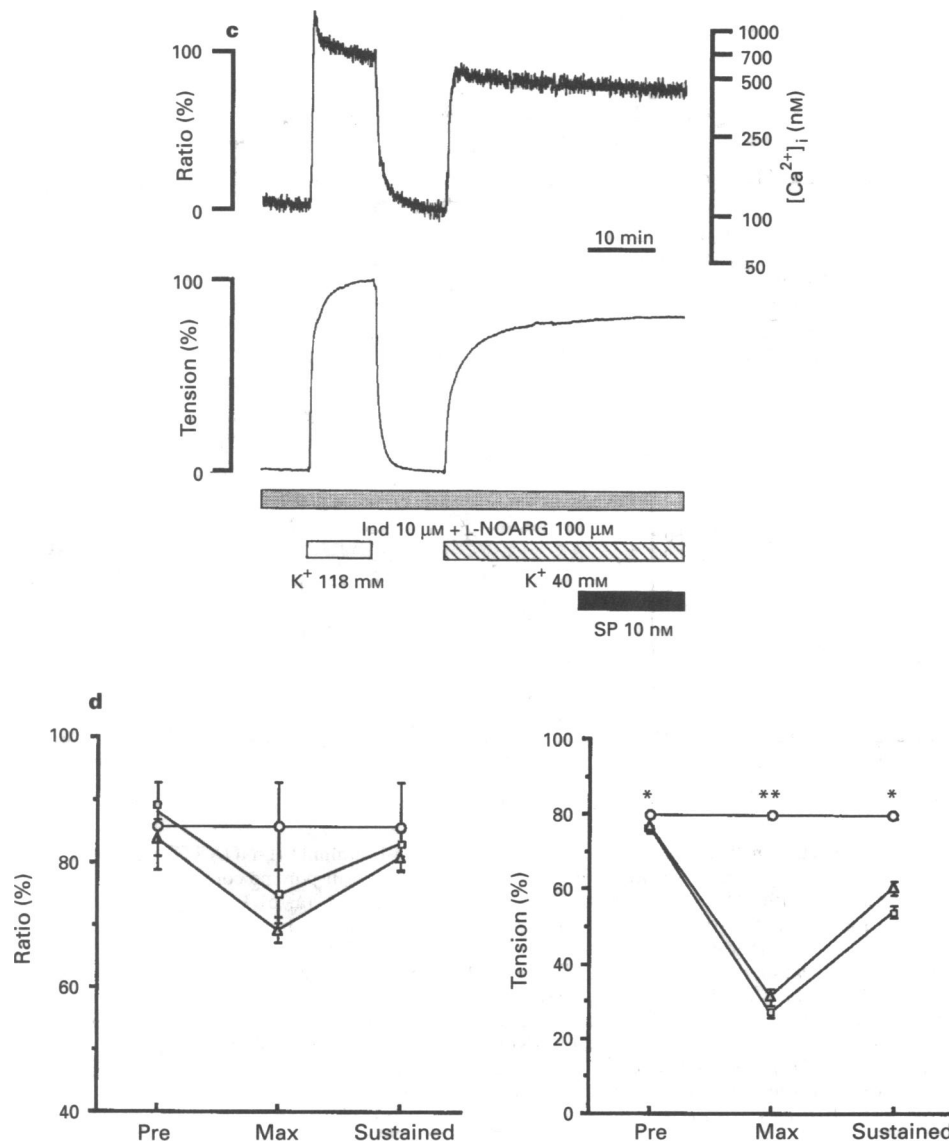 c
100
0
Ratio (%)
1000
700
500
250
100
50
[Ca²⁺]ᵢ (nM)
10 min
100
0
Tension (%)
Ind 10 μM + L-NOARG 100 μM
K⁺ 118 mM
K⁺ 40 mM
SP 10 nM
d
100
80
60
40
Ratio (%)
Pre
Max
Sustained
100
80
60
40
20
0
Tension (%)
*
**
*
Pre
Max
Sustained